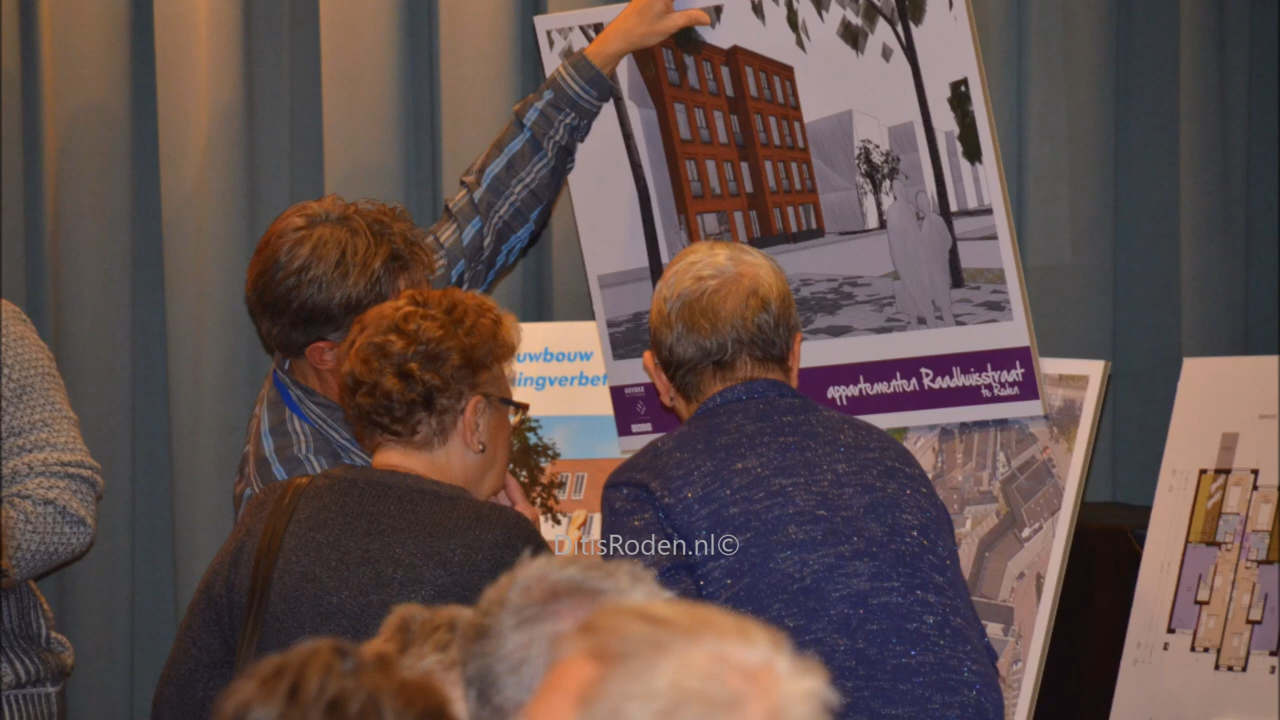 uwbouw
ingverbet
appartementen Raadhuisstraat
te Roden
DitisRoden.nl©